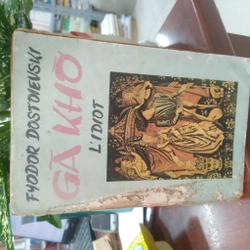 FYODOR DOSTOIEVSKI
GÃ KHỜ
L'IDIOT